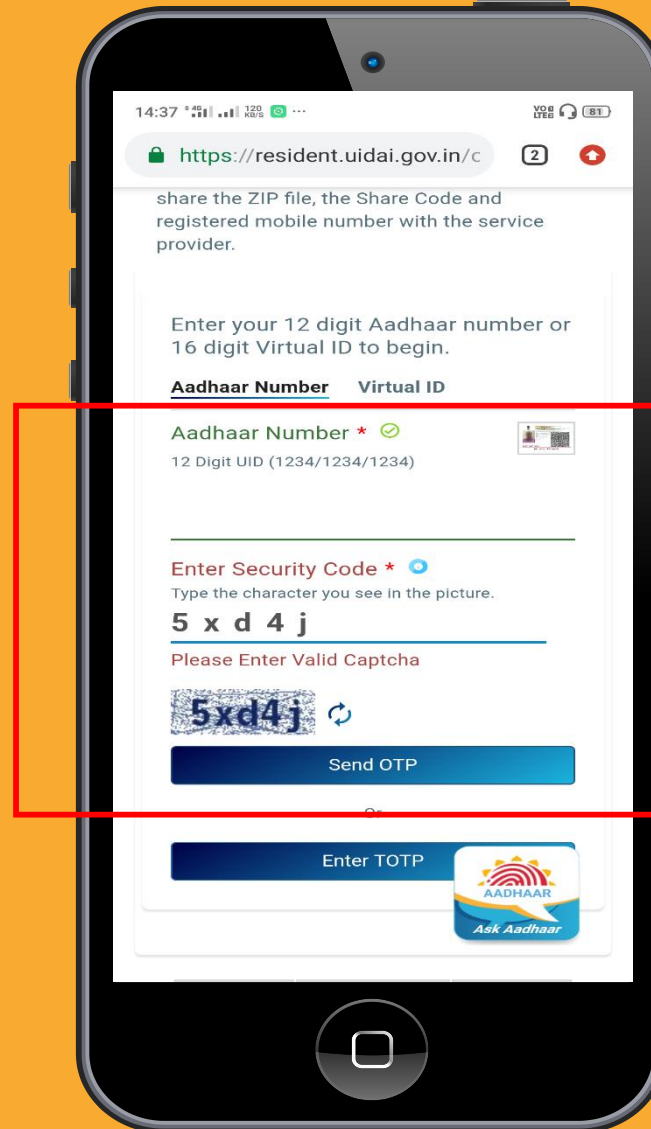 14:37 4G 120 KB/S ... VO LTE 81
https://resident.uidai.gov.in/c 2
share the ZIP file, the Share Code and
registered mobile number with the service
provider.
Enter your 12 digit Aadhaar number or
16 digit Virtual ID to begin.
Aadhaar Number Virtual ID
Aadhaar Number *
12 Digit UID (1234/1234/1234)
Enter Security Code *
Type the character you see in the picture.
5 x d 4 j
Please Enter Valid Captcha
5xd4j
Send OTP
Or
Enter TOTP
AADHAAR
Ask Aadhaar